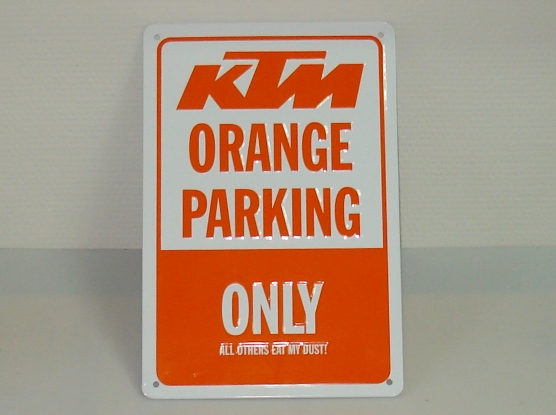 KTM
ORANGE
PARKING
ONLY
ALL OTHERS EAT MY DUST!